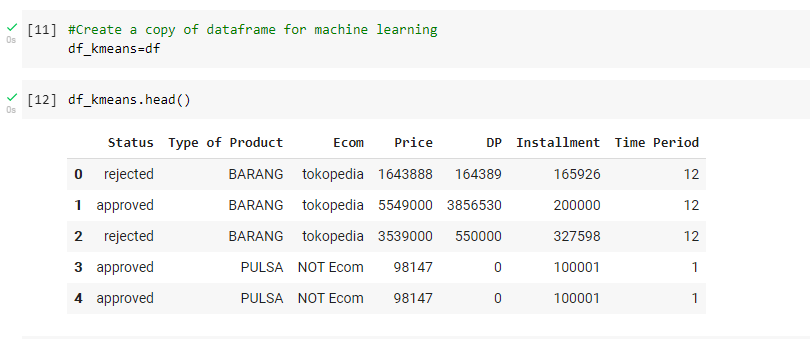 [11] #Create a copy of dataframe for machine learning
df_kmeans=df
0s
[12] df_kmeans.head()
0s
Status Type of Product Ecom Price DP Installment Time Period
0 rejected BARANG tokopedia 1643888 164389 165926 12
1 approved BARANG tokopedia 5549000 3856530 200000 12
2 rejected BARANG tokopedia 3539000 550000 327598 12
3 approved PULSA NOT Ecom 98147 0 100001 1
4 approved PULSA NOT Ecom 98147 0 100001 1